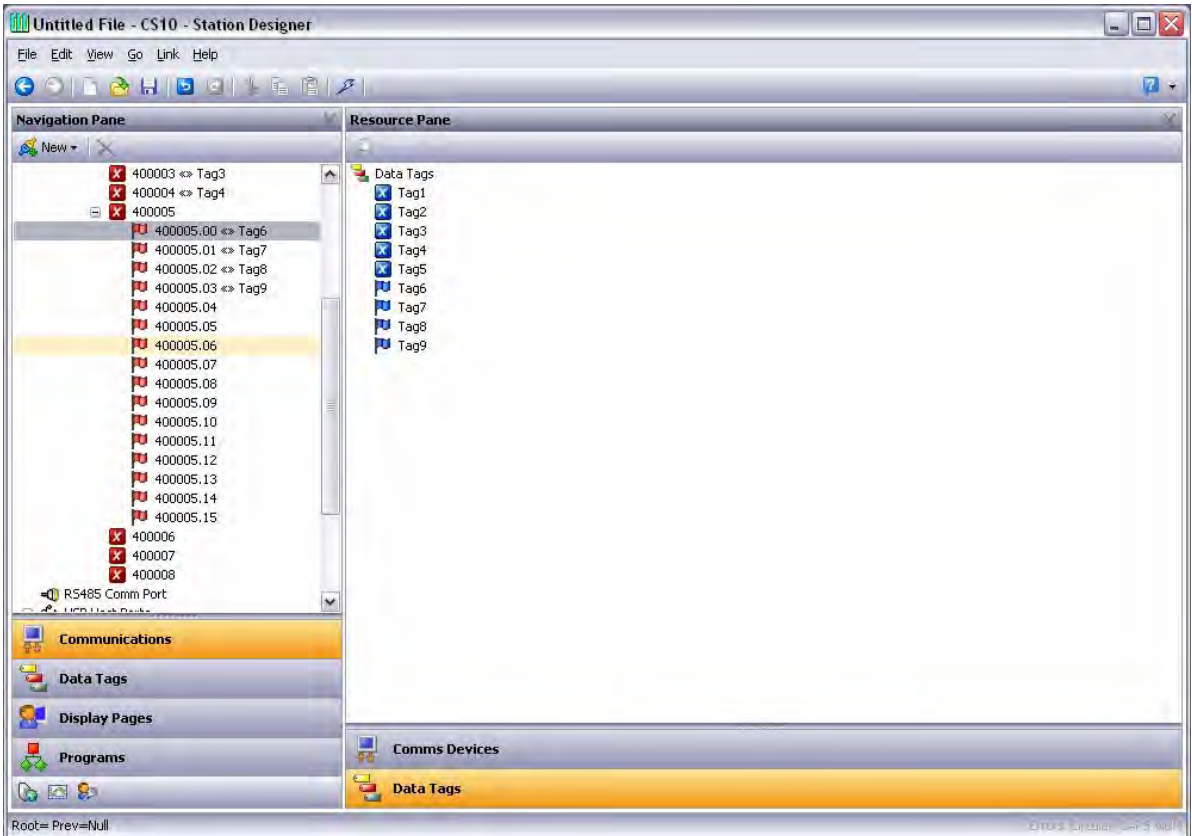 Untitled File - CS10 - Station Designer
File Edit View Go Link Help
Navigation Pane
New
400003 «» Tag3
400004 «» Tag4
400005
400005.00 «» Tag6
400005.01 «» Tag7
400005.02 «» Tag8
400005.03 «» Tag9
400005.04
400005.05
400005.06
400005.07
400005.08
400005.09
400005.10
400005.11
400005.12
400005.13
400005.14
400005.15
400006
400007
400008
RS485 Comm Port
Communications
Data Tags
Display Pages
Programs
Resource Pane
Data Tags
Tag1
Tag2
Tag3
Tag4
Tag5
Tag6
Tag7
Tag8
Tag9
Comms Devices
Data Tags
Root= Prev=Null